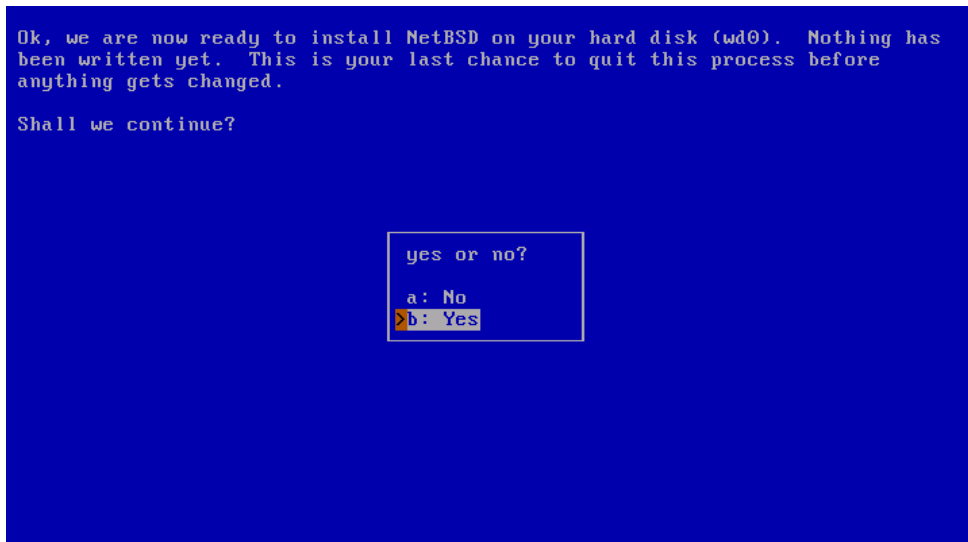 Ok, we are now ready to install NetBSD on your hard disk (wd0).  Nothing has
been written yet.  This is your last chance to quit this process before
anything gets changed.
Shall we continue?
yes or no?
a: No
>b: Yes